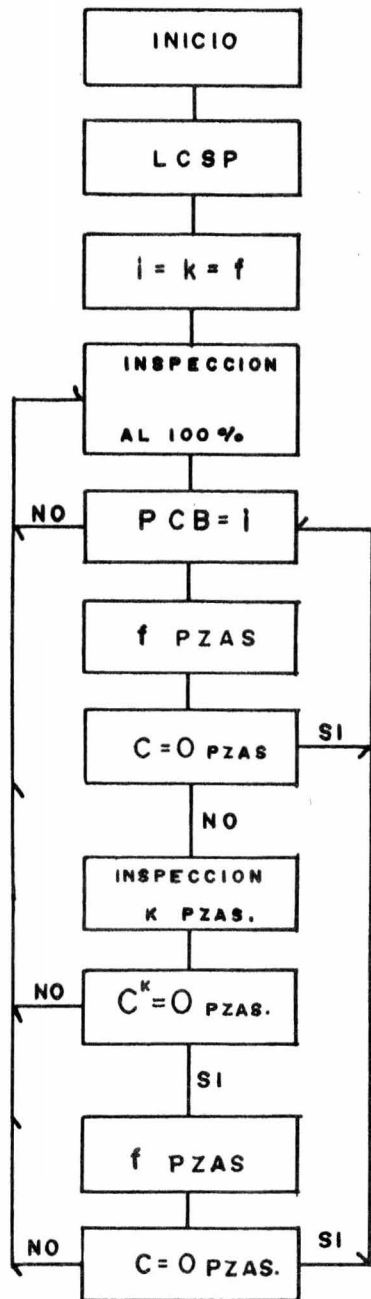 INICIO
LCSP
i = k = f
INSPECCION
AL 100%
NO
PCB = i
f PZAS
C=O PZAS
SI
NO
INSPECCION
K PZAS.
NO
C^K=O PZAS.
SI
f PZAS
NO
C=O PZAS.
SI